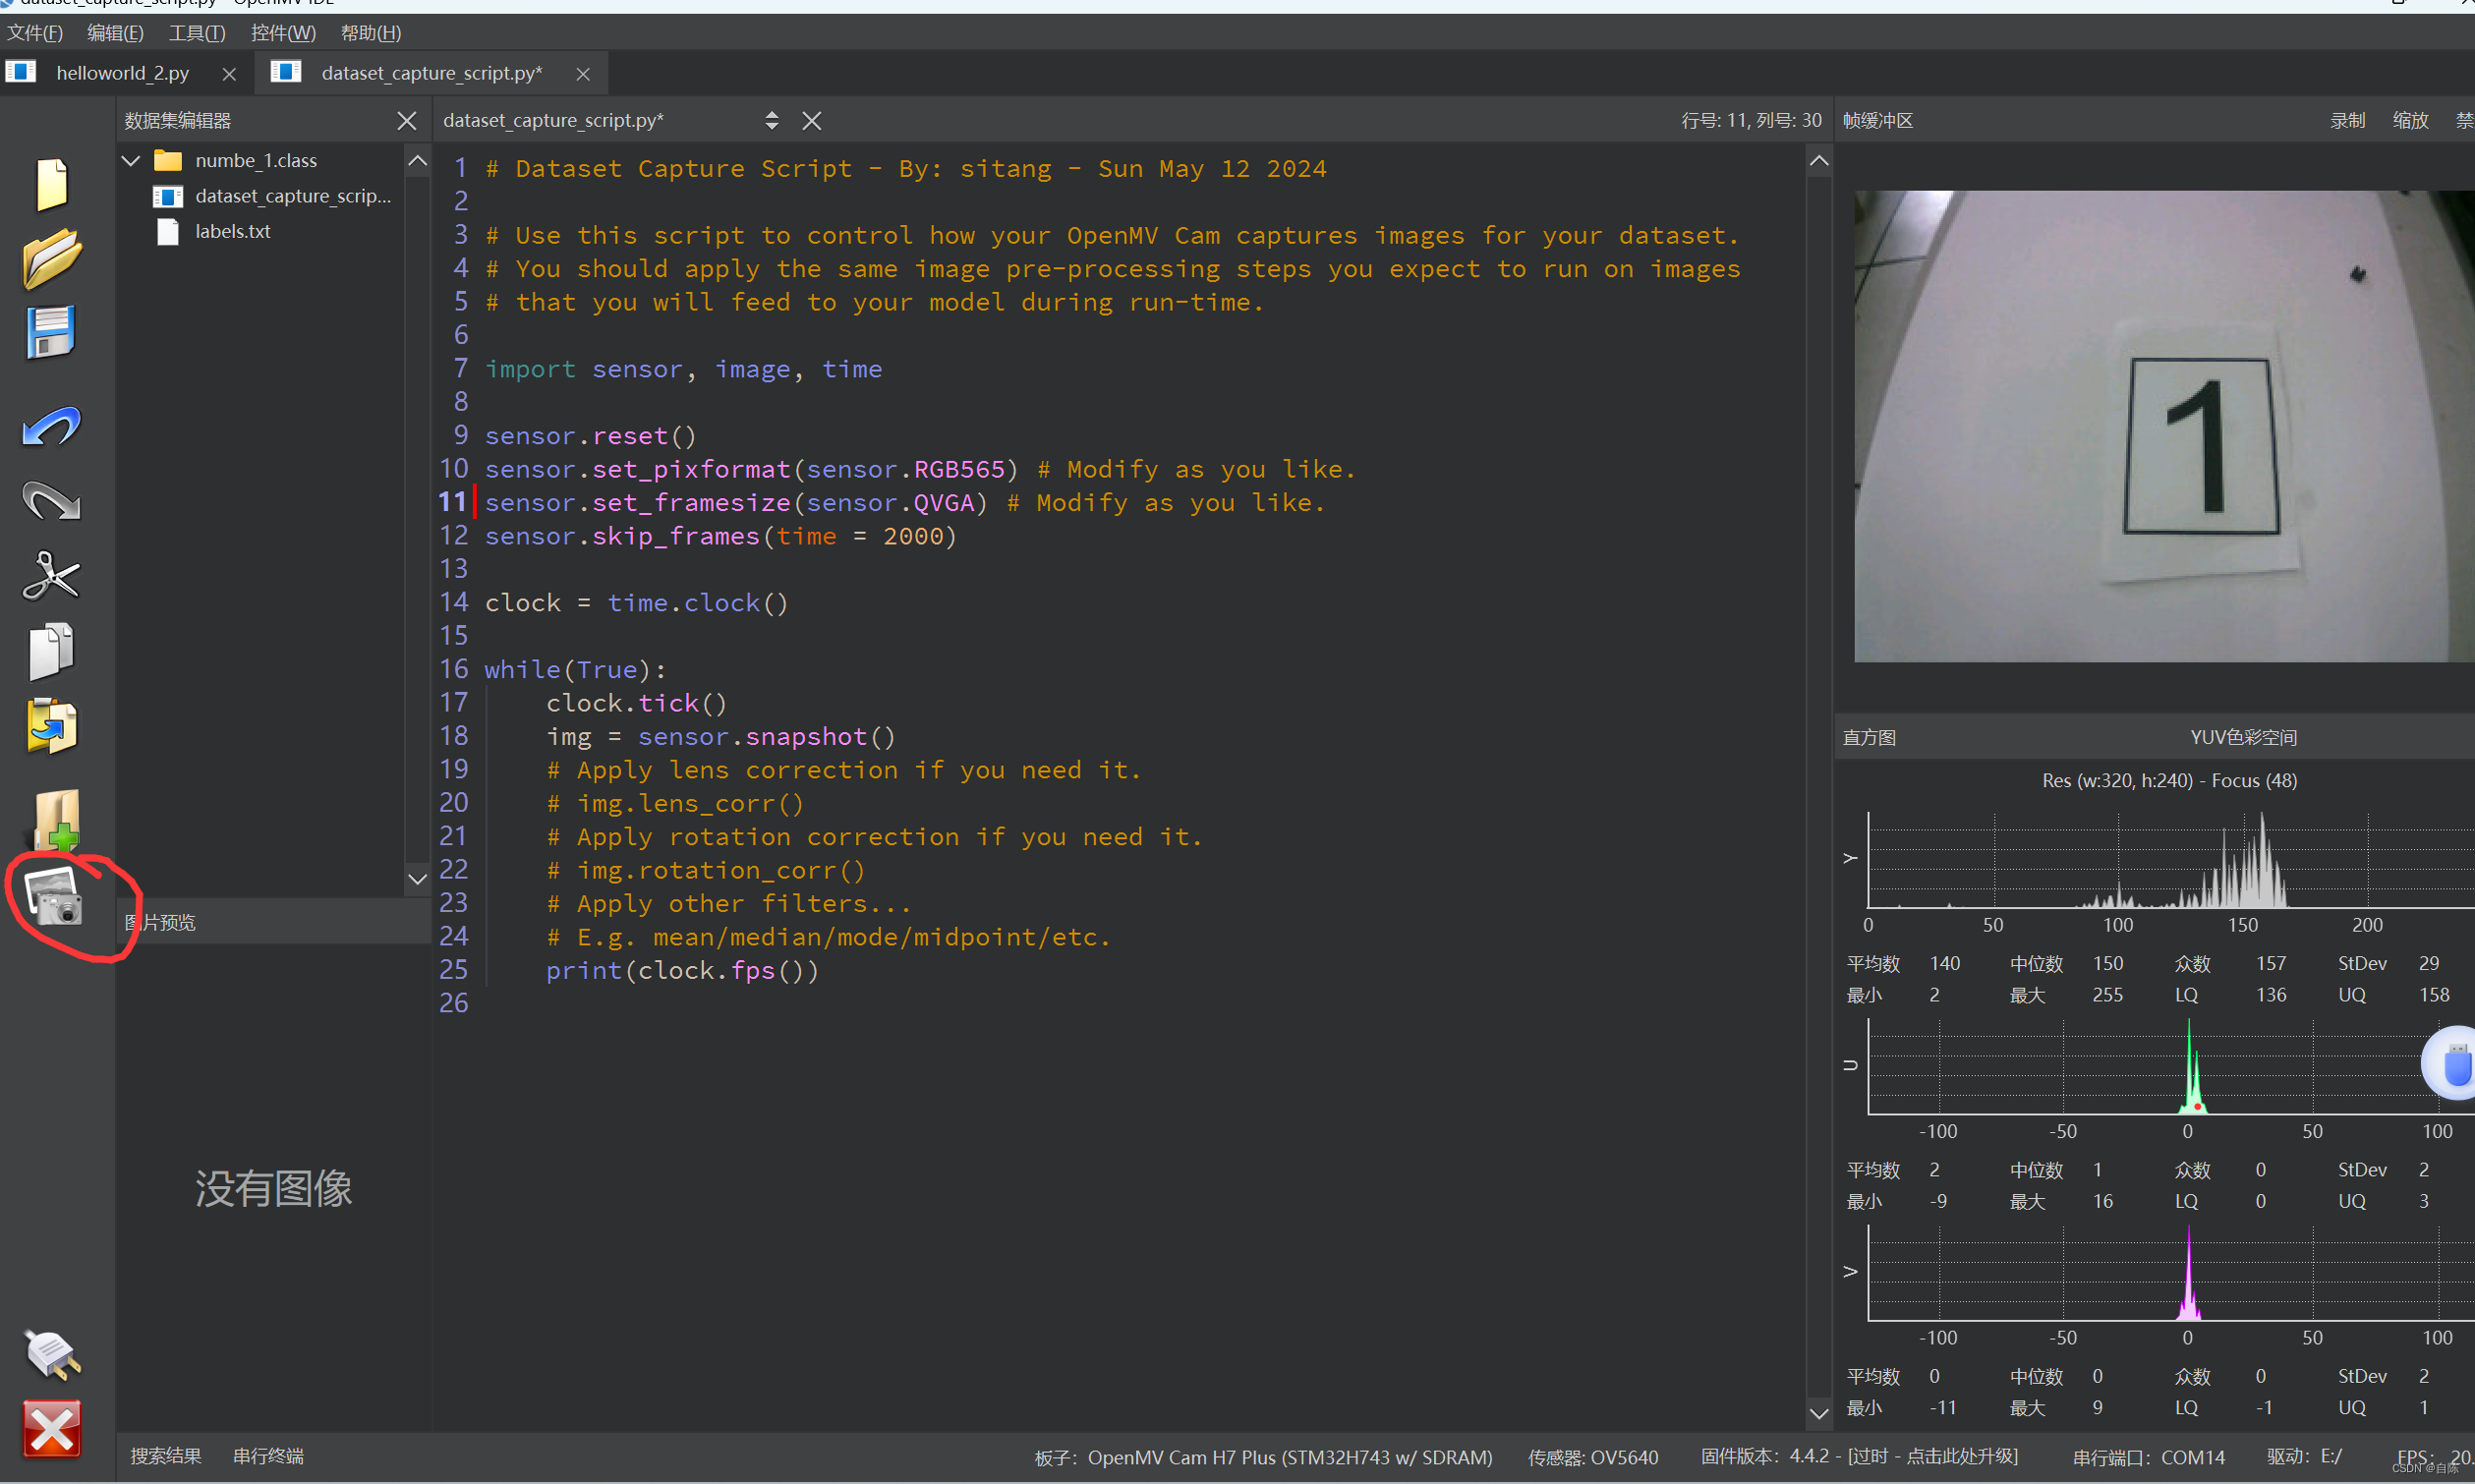 dataset_capture_script.py - OpenMV IDE
文件(F) 编辑(E) 工具(T) 控件(W) 帮助(H)
helloworld_2.py dataset_capture_script.py*
数据集编辑器 dataset_capture_script.py* 行号: 11, 列号: 30 帧缓冲区 录制 缩放 禁
numbe_1.class
dataset_capture_scrip...
labels.txt
1 # Dataset Capture Script - By: sitang - Sun May 12 2024
2
3 # Use this script to control how your OpenMV Cam captures images for your dataset.
4 # You should apply the same image pre-processing steps you expect to run on images
5 # that you will feed to your model during run-time.
6
7 import sensor, image, time
8
9 sensor.reset()
10 sensor.set_pixformat(sensor.RGB565) # Modify as you like.
11 sensor.set_framesize(sensor.QVGA) # Modify as you like.
12 sensor.skip_frames(time = 2000)
13
14 clock = time.clock()
15
16 while(True):
17 clock.tick()
18 img = sensor.snapshot()
19 # Apply lens correction if you need it.
20 # img.lens_corr()
21 # Apply rotation correction if you need it.
22 # img.rotation_corr()
23 # Apply other filters...
24 # E.g. mean/median/mode/midpoint/etc.
25 print(clock.fps())
26
图片预览
没有图像
1
直方图 YUV色彩空间
Res (w:320, h:240) - Focus (48)
Y
0 50 100 150 200
平均数 140 中位数 150 众数 157 StDev 29
最小 2 最大 255 LQ 136 UQ 158
U
-100 -50 0 50 100
平均数 2 中位数 1 众数 0 StDev 2
最小 -9 最大 16 LQ 0 UQ 3
V
-100 -50 0 50 100
平均数 0 中位数 0 众数 0 StDev 2
最小 -11 最大 9 LQ -1 UQ 1
搜索结果 串行终端 板子: OpenMV Cam H7 Plus (STM32H743 w/ SDRAM) 传感器: OV5640 固件版本: 4.4.2 - [过时 - 点击此处升级] 串行端口: COM14 驱动: E:/ FPS: 20.
CSDN @自陈